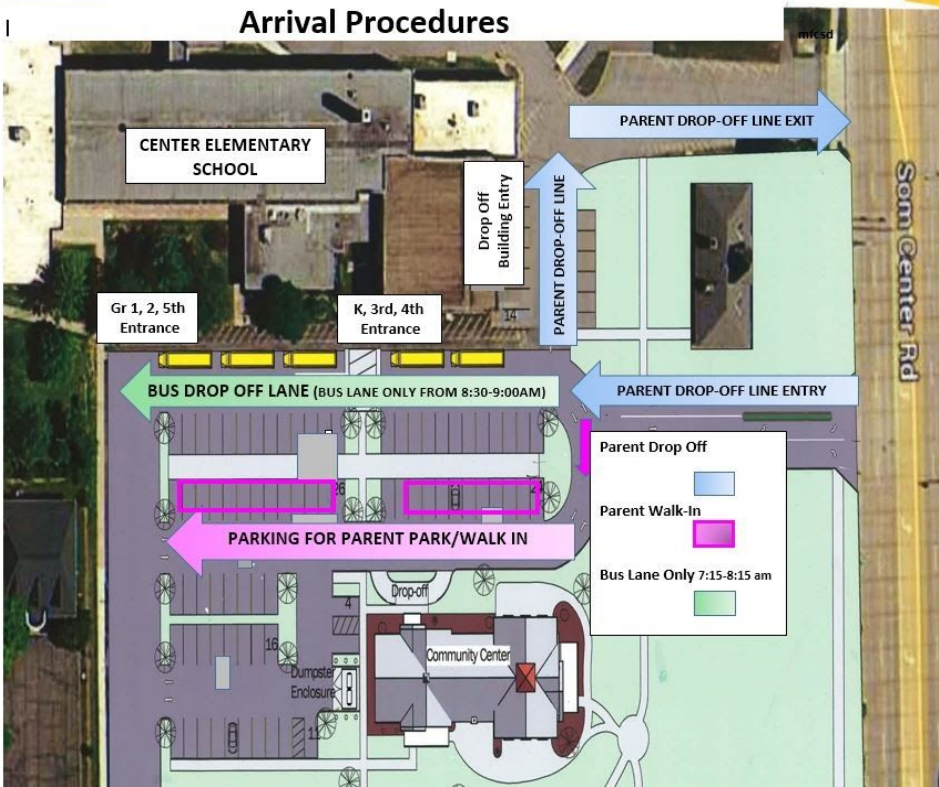 Arrival Procedures
mfcsd
PARENT DROP-OFF LINE EXIT
CENTER ELEMENTARY
SCHOOL
Drop Off
Building Entry
PARENT DROP-OFF LINE
Som Center Rd
Gr 1, 2, 5th
Entrance
K, 3rd, 4th
Entrance
14
BUS DROP OFF LANE (BUS LANE ONLY FROM 8:30-9:00AM)
PARENT DROP-OFF LINE ENTRY
Parent Drop Off
Parent Walk-In
Bus Lane Only 7:15-8:15 am
26
PARKING FOR PARENT PARK/WALK IN
Drop-off
4
16
Community Center
Dumpster
Enclosure
11